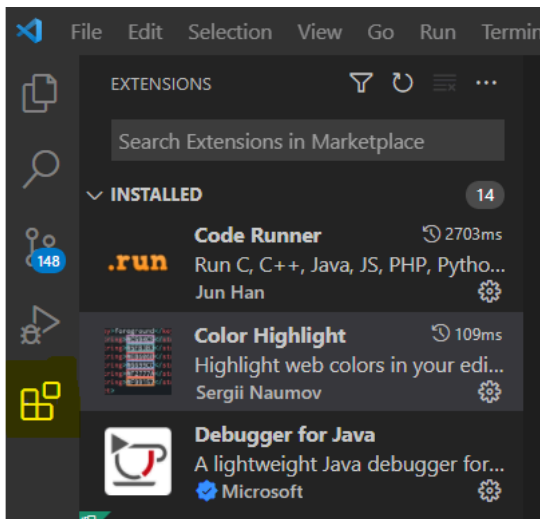 File Edit Selection View Go Run
EXTENSIONS
Search Extensions in Marketplace
INSTALLED 14
Code Runner 2703ms
.run Run C, C++, Java, JS, PHP, Pytho...
Jun Han
148
Color Highlight 109ms
Highlight web colors in your edi...
Sergii Naumov
Debugger for Java
A lightweight Java debugger for...
Microsoft